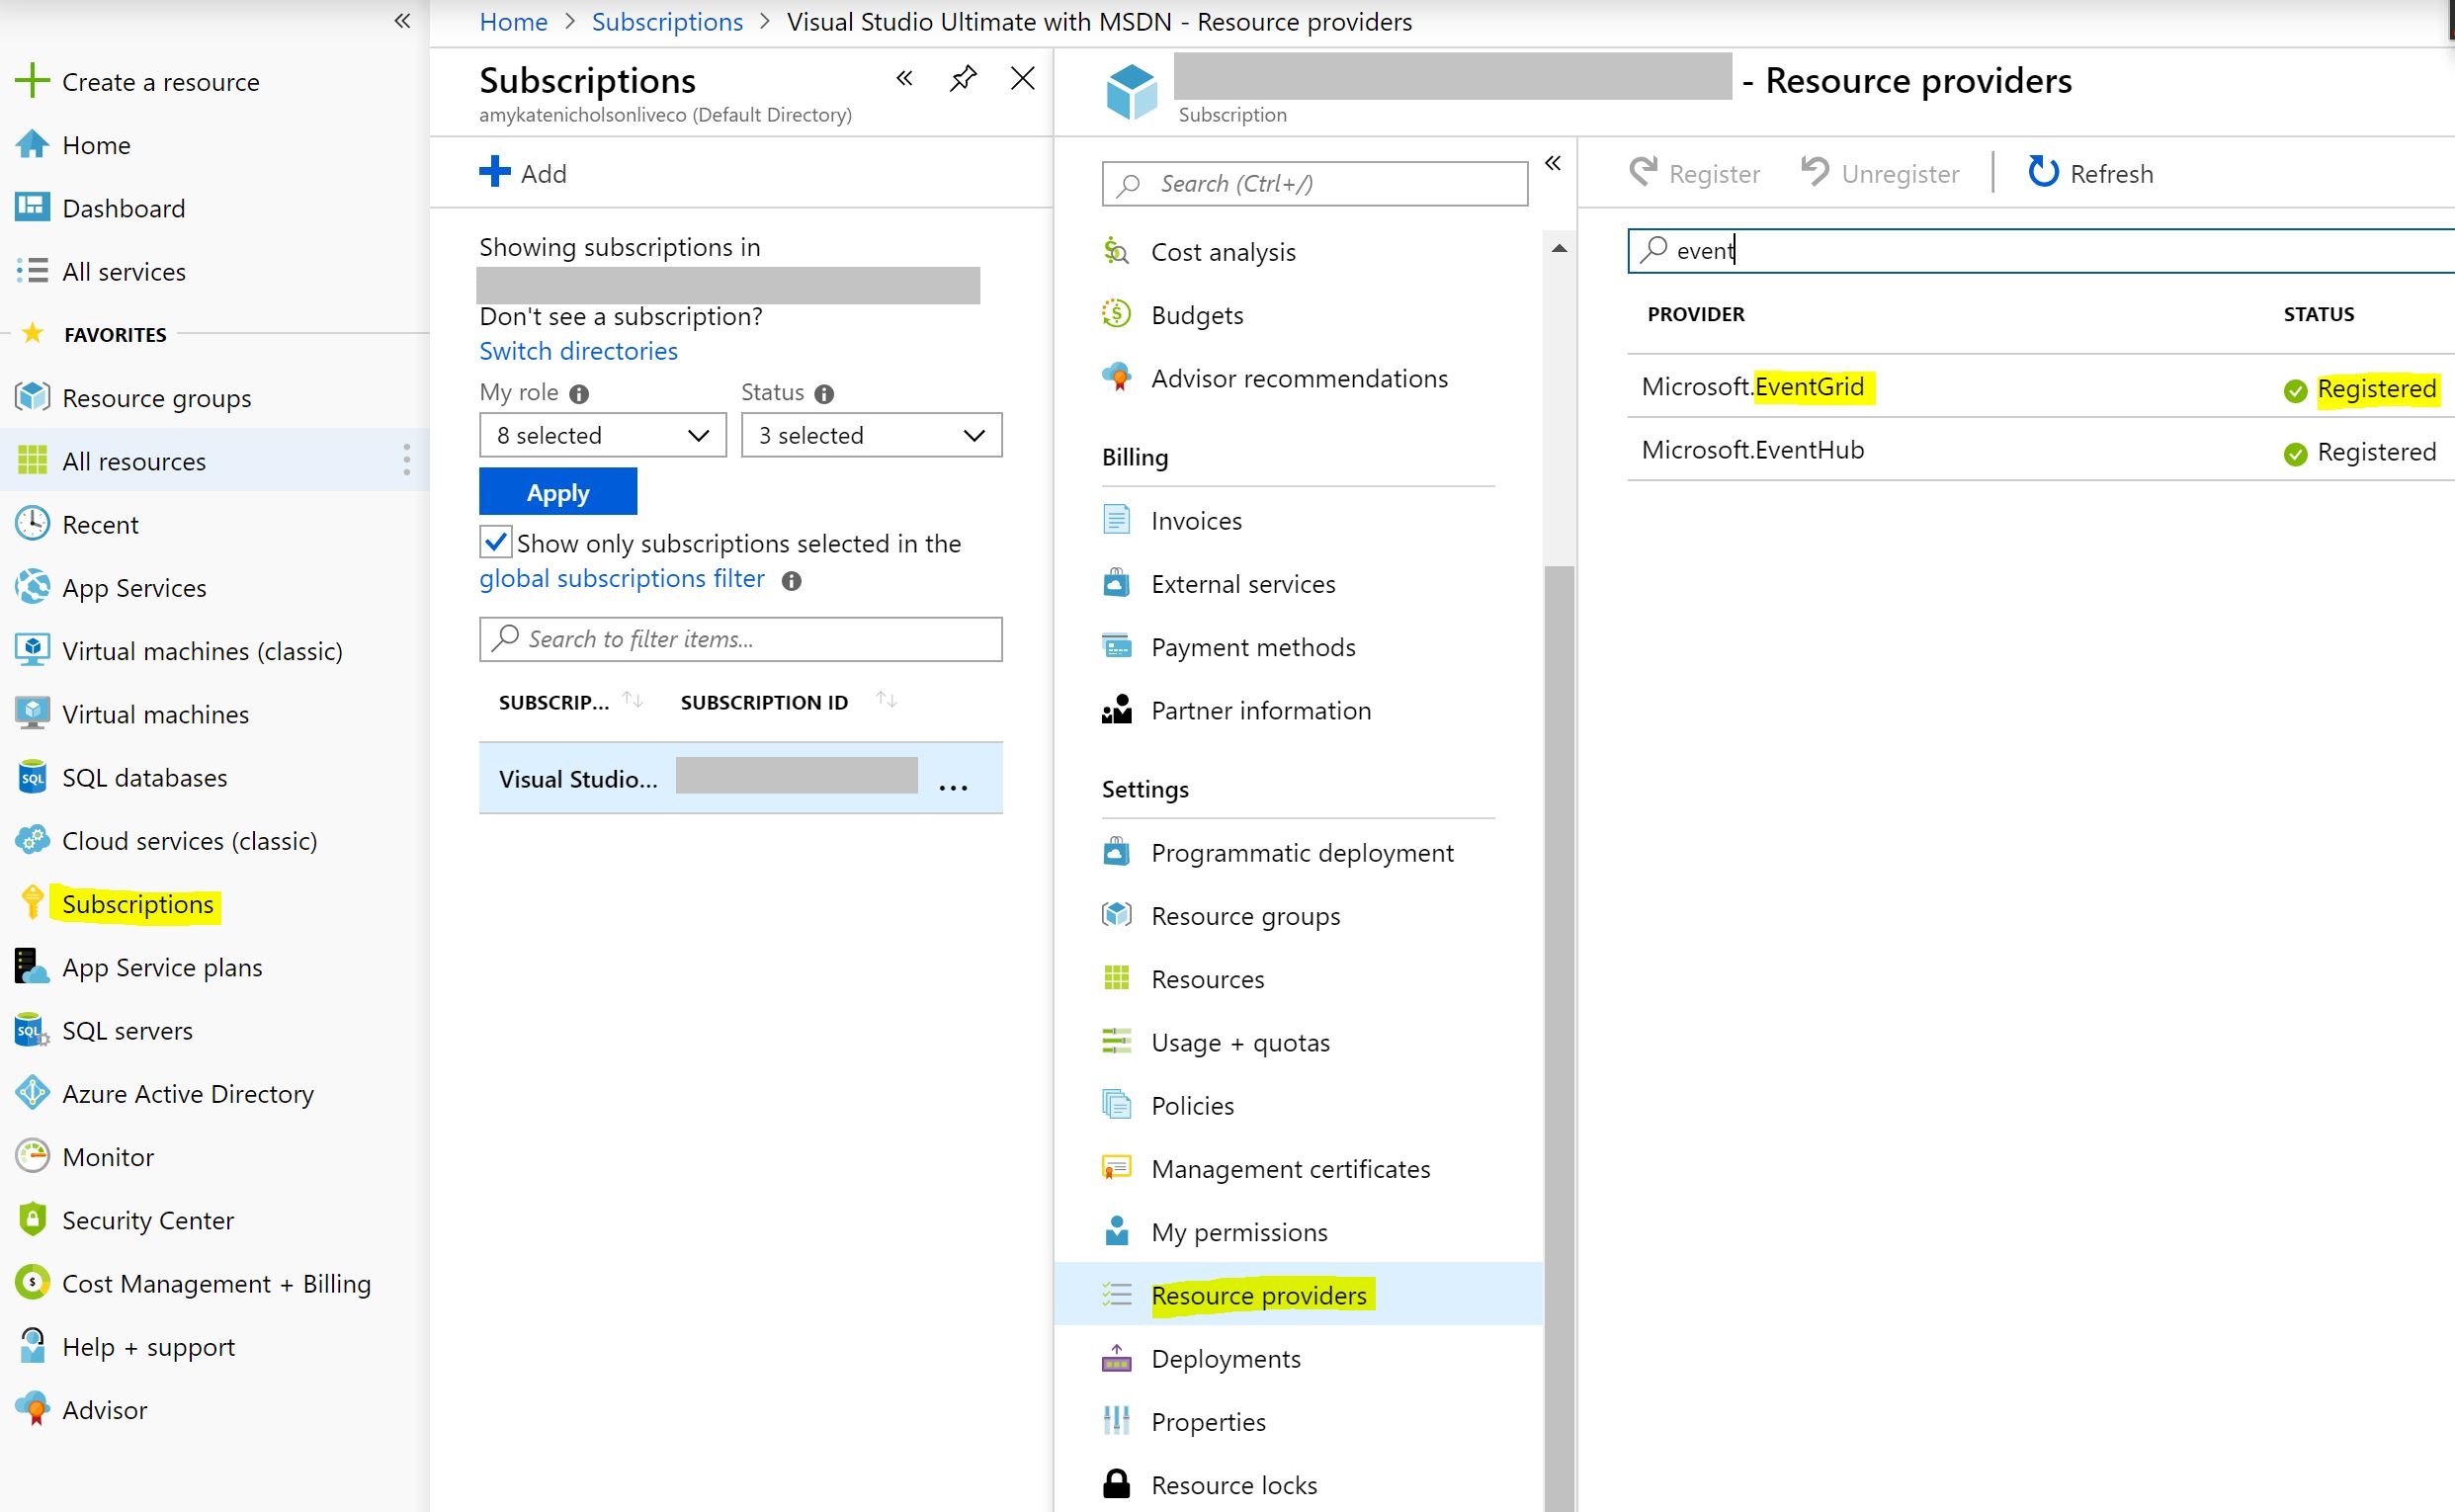 Home > Subscriptions > Visual Studio Ultimate with MSDN - Resource providers
Create a resource
Home
Dashboard
All services
FAVORITES
Resource groups
All resources
Recent
App Services
Virtual machines (classic)
Virtual machines
SQL databases
Cloud services (classic)
Subscriptions
App Service plans
SQL servers
Azure Active Directory
Monitor
Security Center
Cost Management + Billing
Help + support
Advisor
Subscriptions
amykatenicholsonliveco (Default Directory)
Add
Showing subscriptions in
Don't see a subscription?
Switch directories
My role Status
8 selected 3 selected
Apply
Show only subscriptions selected in the
global subscriptions filter
Search to filter items...
SUBSCRIP... SUBSCRIPTION ID
Visual Studio... ...
- Resource providers
Subscription
Search (Ctrl+/)
Cost analysis
Budgets
Advisor recommendations
Billing
Invoices
External services
Payment methods
Partner information
Settings
Programmatic deployment
Resource groups
Resources
Usage + quotas
Policies
Management certificates
My permissions
Resource providers
Deployments
Properties
Resource locks
Register Unregister Refresh
event
PROVIDER STATUS
Microsoft.EventGrid Registered
Microsoft.EventHub Registered